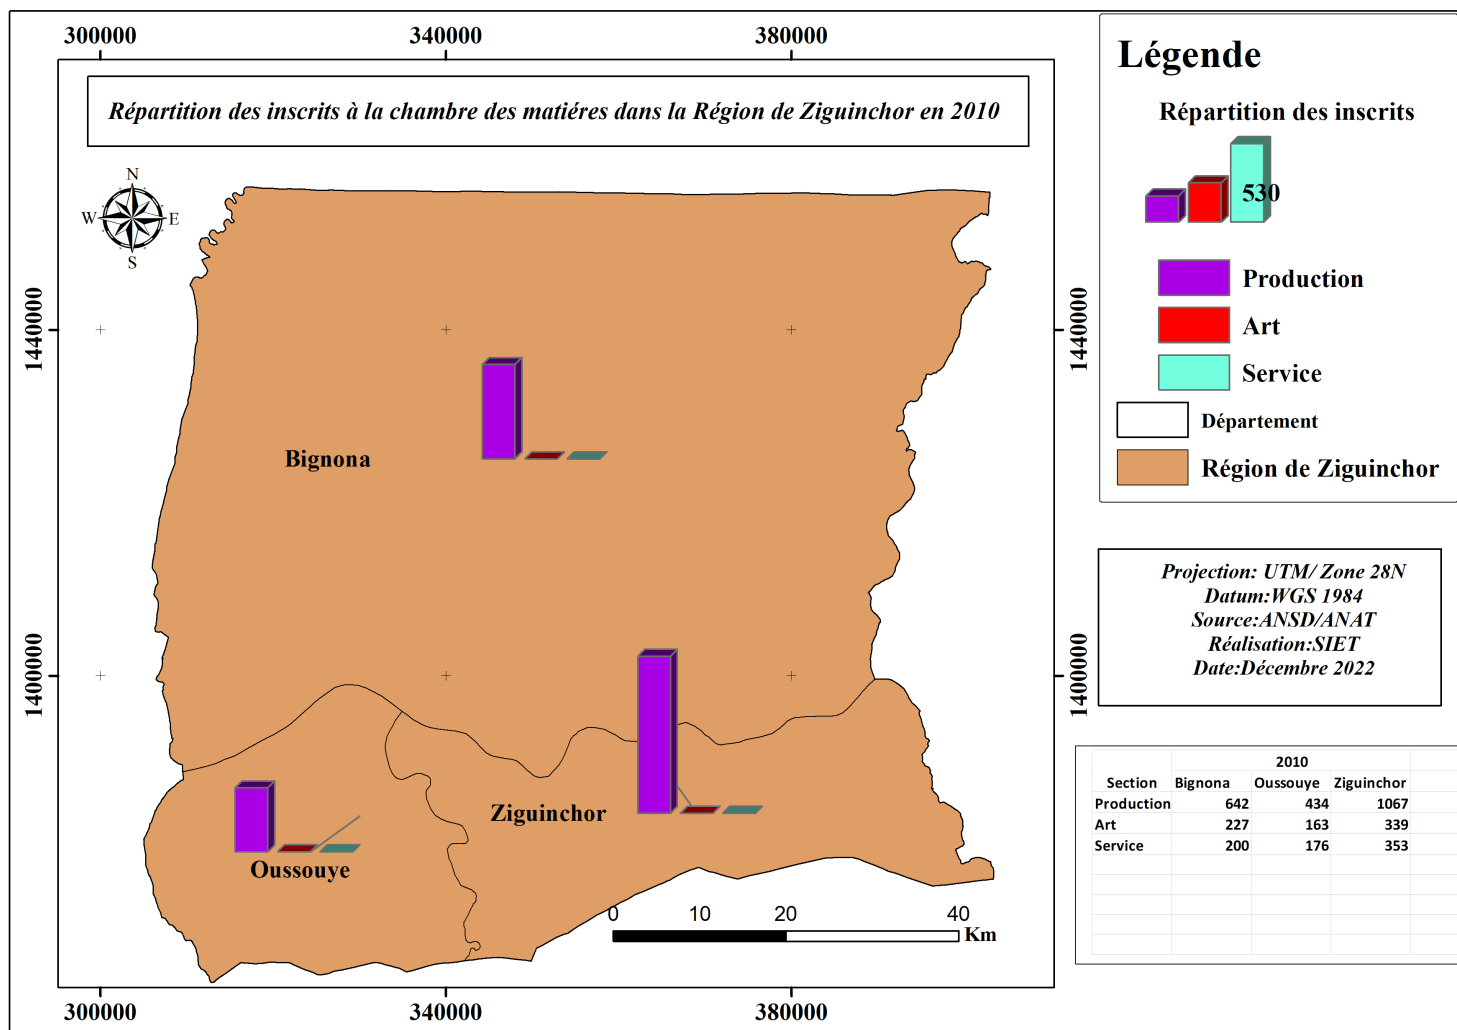 300000 340000 380000
Répartition des inscrits à la chambre des matiéres dans la Région de Ziguinchor en 2010
N
W E
S
1440000 1440000
Bignona
1400000 1400000
Ziguinchor
Oussouye
0 10 20 40
Km
300000 340000 380000
Légende
Répartition des inscrits
530
Production
Art
Service
Département
Région de Ziguinchor
Projection: UTM/ Zone 28N
Datum:WGS 1984
Source:ANSD/ANAT
Réalisation:SIET
Date:Décembre 2022
2010
Section Bignona Oussouye Ziguinchor
Production 642 434 1067
Art 227 163 339
Service 200 176 353